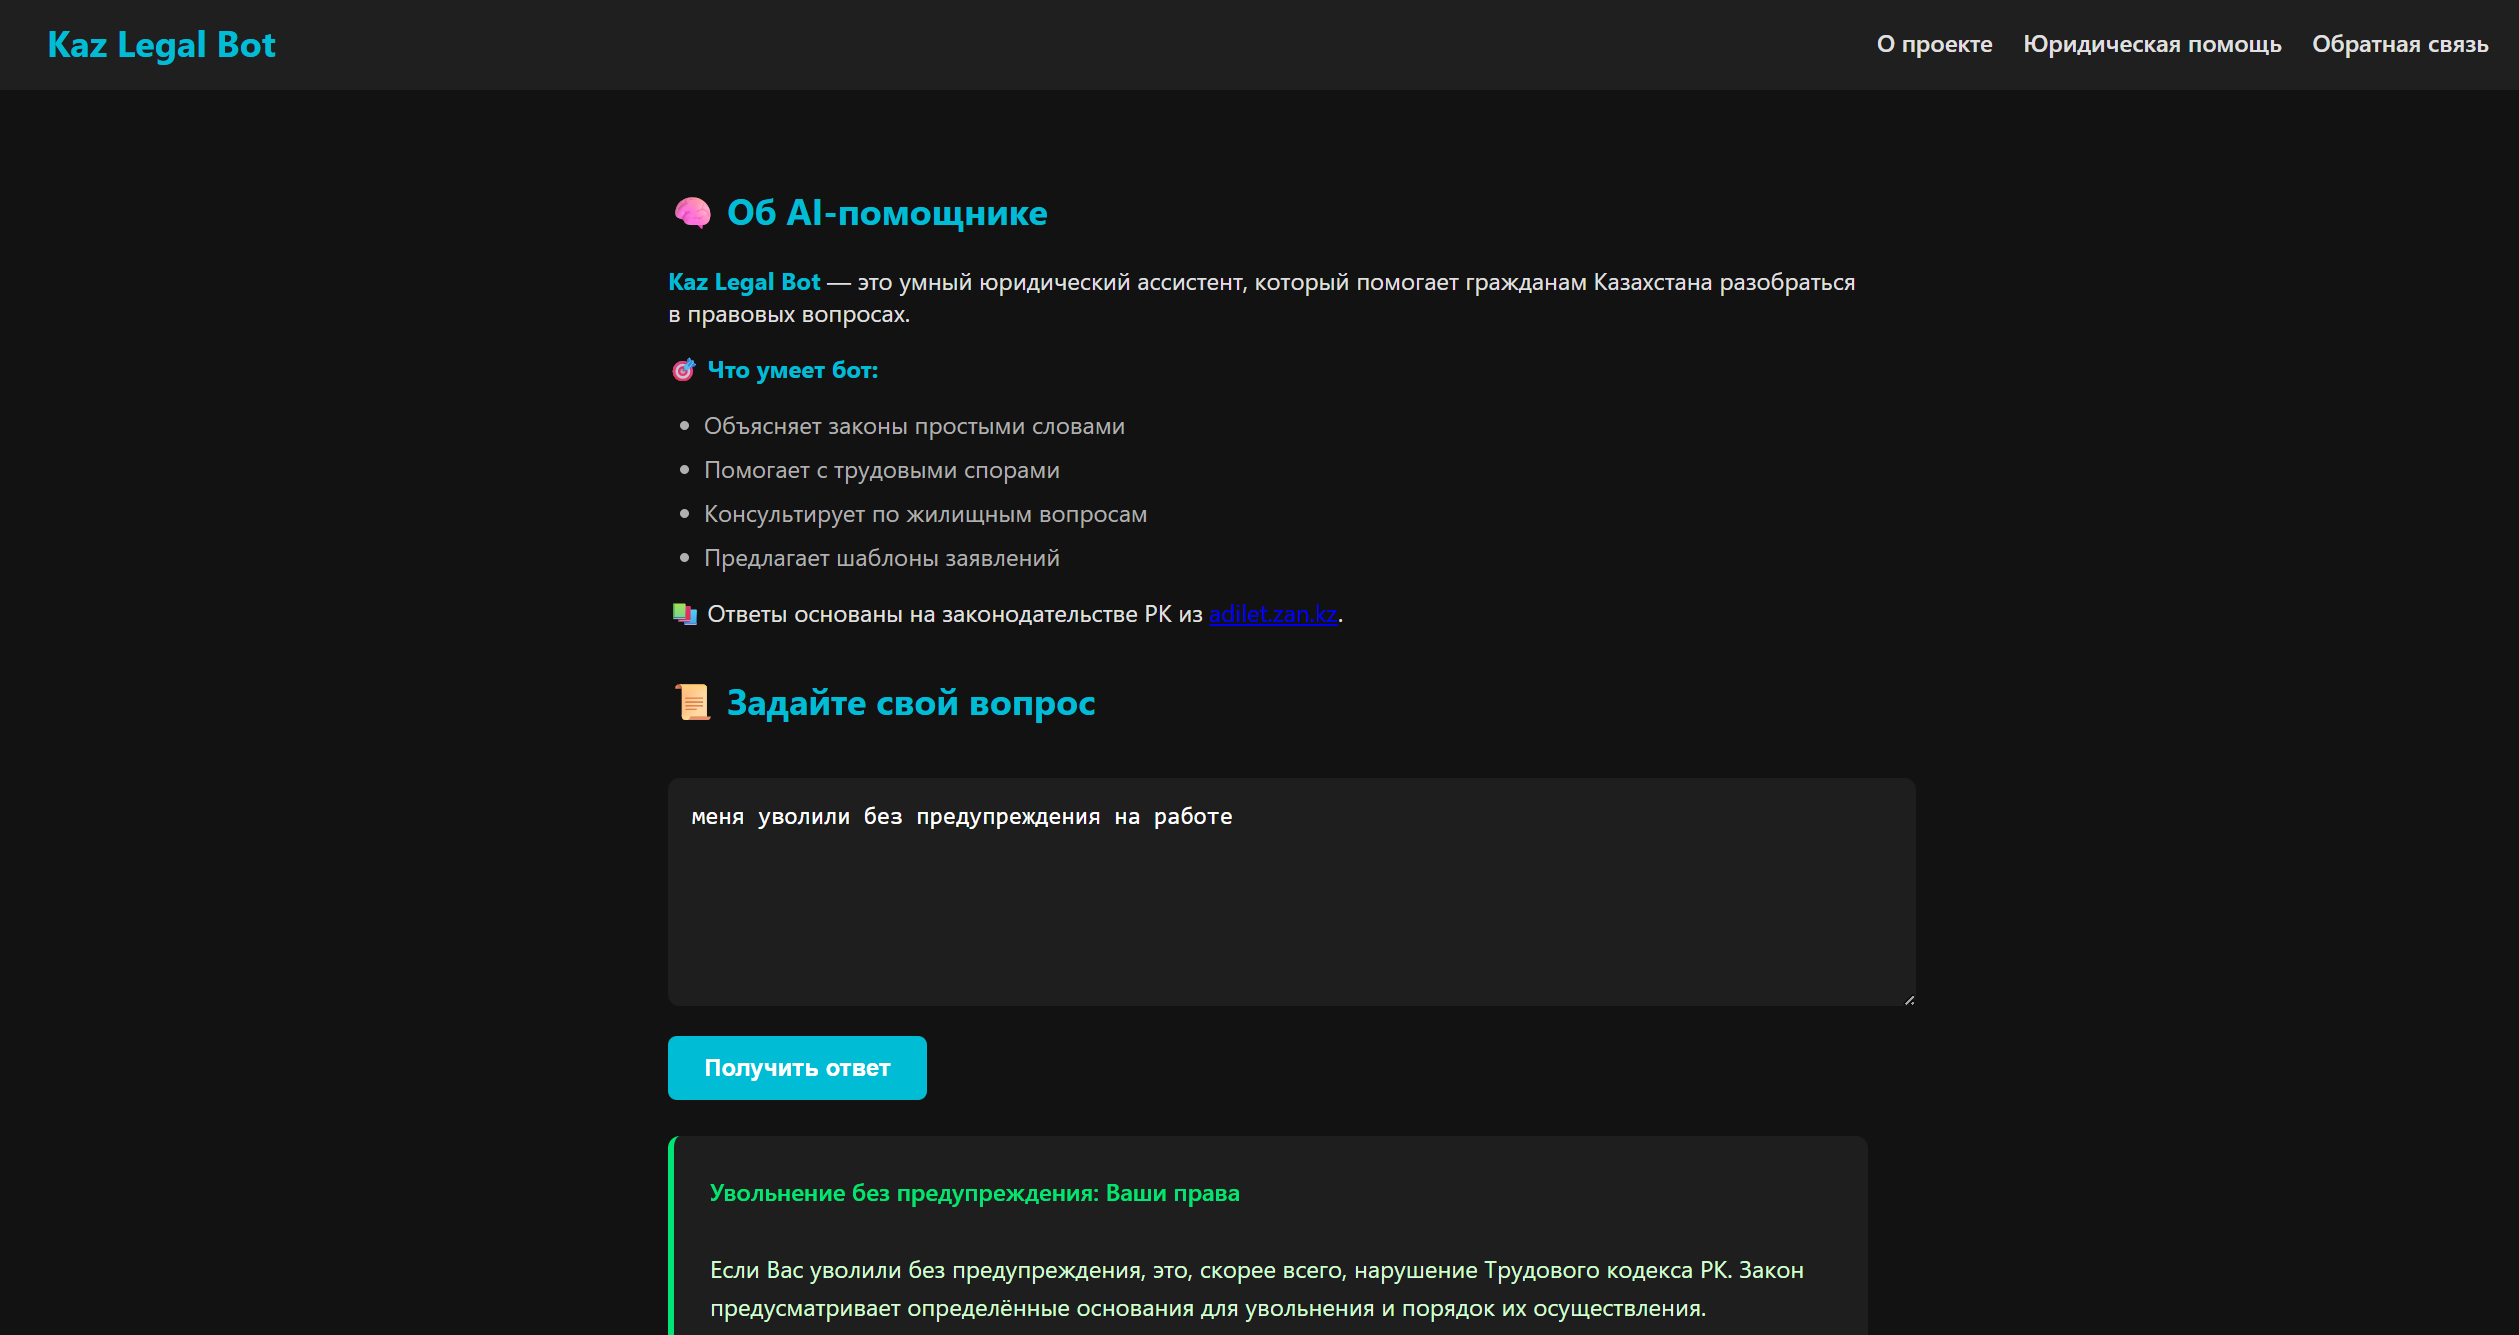 Kaz Legal Bot
О проекте Юридическая помощь Обратная связь
Об AI-помощнике
Kaz Legal Bot — это умный юридический ассистент, который помогает гражданам Казахстана разобраться
в правовых вопросах.
Что умеет бот:
Объясняет законы простыми словами
Помогает с трудовыми спорами
Консультирует по жилищным вопросам
Предлагает шаблоны заявлений
Ответы основаны на законодательстве РК из adilet.zan.kz.
Задайте свой вопрос
меня уволили без предупреждения на работе
Получить ответ
Увольнение без предупреждения: Ваши права
Если Вас уволили без предупреждения, это, скорее всего, нарушение Трудового кодекса РК. Закон
предусматривает определённые основания для увольнения и порядок их осуществления.